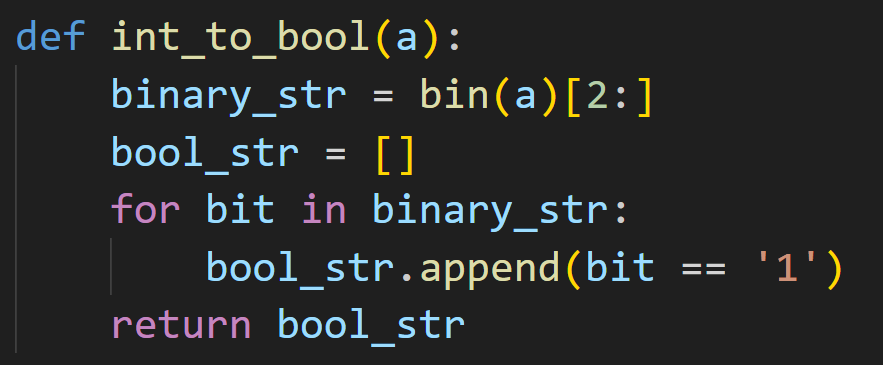 def int_to_bool(a):
    binary_str = bin(a)[2:]
    bool_str = []
    for bit in binary_str:
        bool_str.append(bit == '1')
    return bool_str